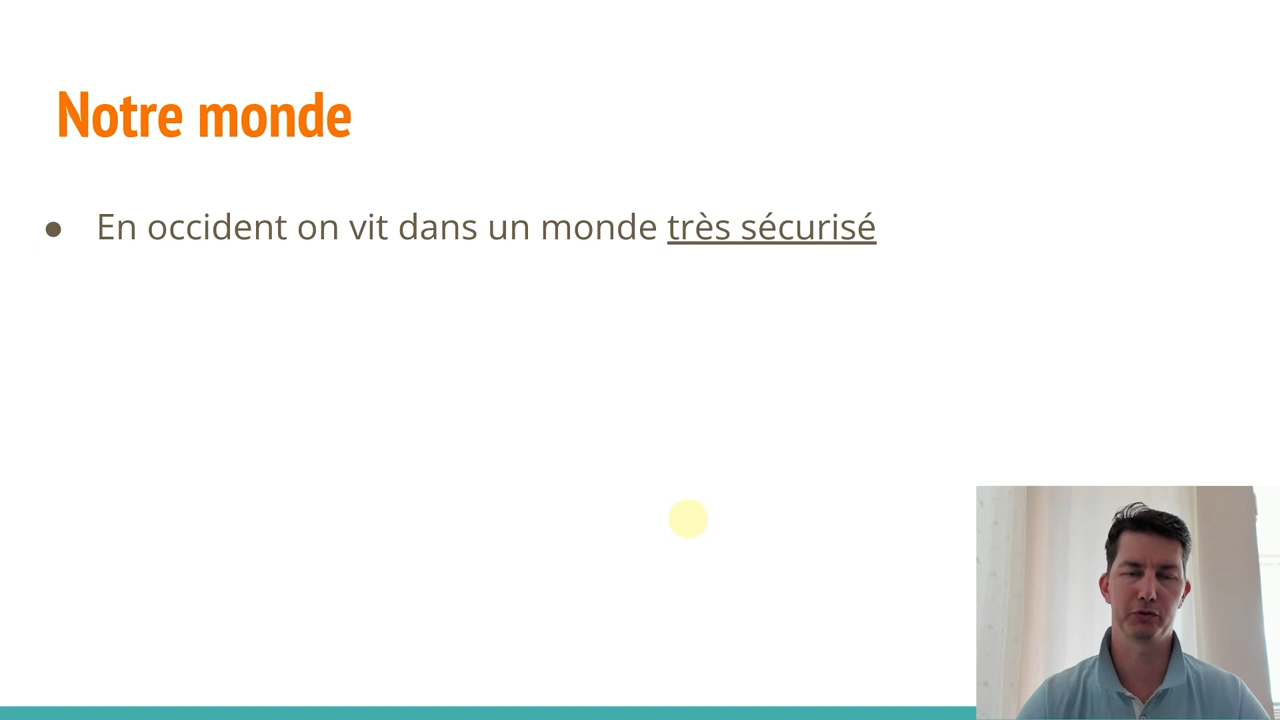 Notre monde
● En occident on vit dans un monde très sécurisé